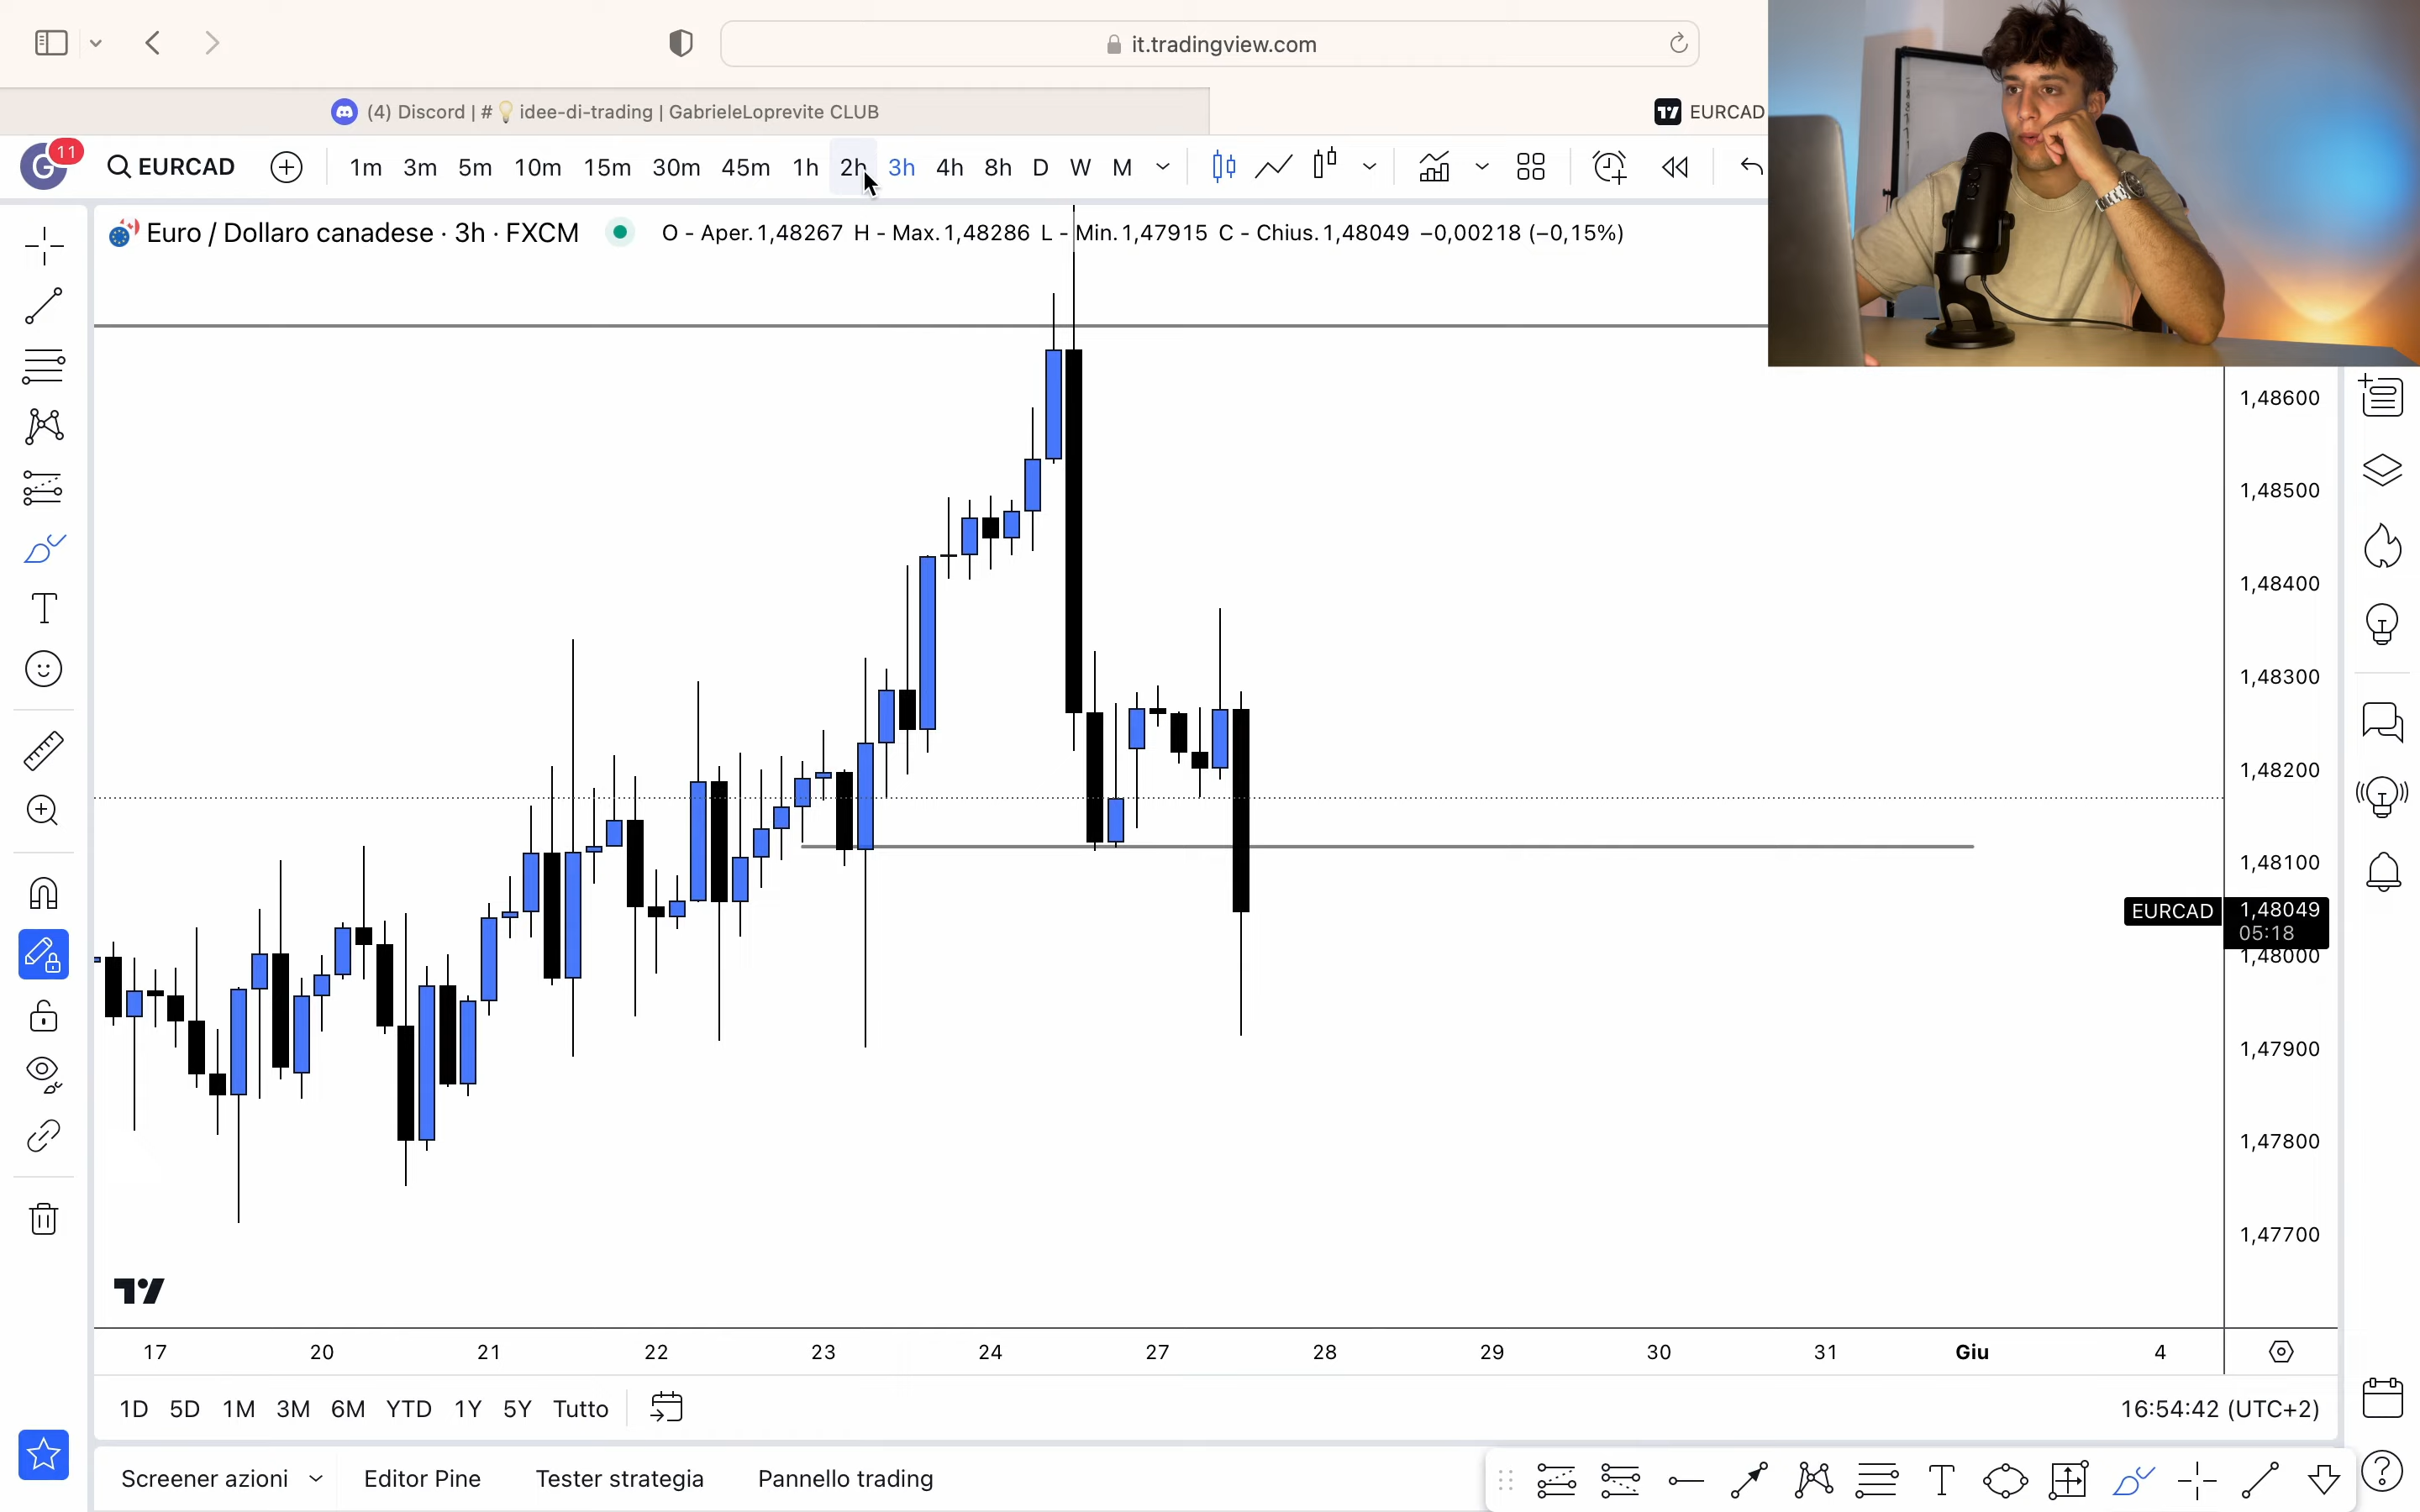 it.tradingview.com
(4) Discord | # idee-di-trading | GabrieleLoprevite CLUB
EURCAD
G 11
EURCAD
1m 3m 5m 10m 15m 30m 45m 1h 2h 3h 4h 8h D W M
Euro / Dollaro canadese · 3h · FXCM
O - Aper. 1,48267 H - Max. 1,48286 L - Min. 1,47915 C - Chius. 1,48049 −0,00218 (−0,15%)
1,48600
1,48500
1,48400
1,48300
1,48200
1,48100
EURCAD 1,48049
05:18
1,48000
1,47900
1,47800
1,47700
17 20 21 22 23 24 27 28 29 30 31 Giu 4
1D 5D 1M 3M 6M YTD 1Y 5Y Tutto
16:54:42 (UTC+2)
Screener azioni Editor Pine Tester strategia Pannello trading